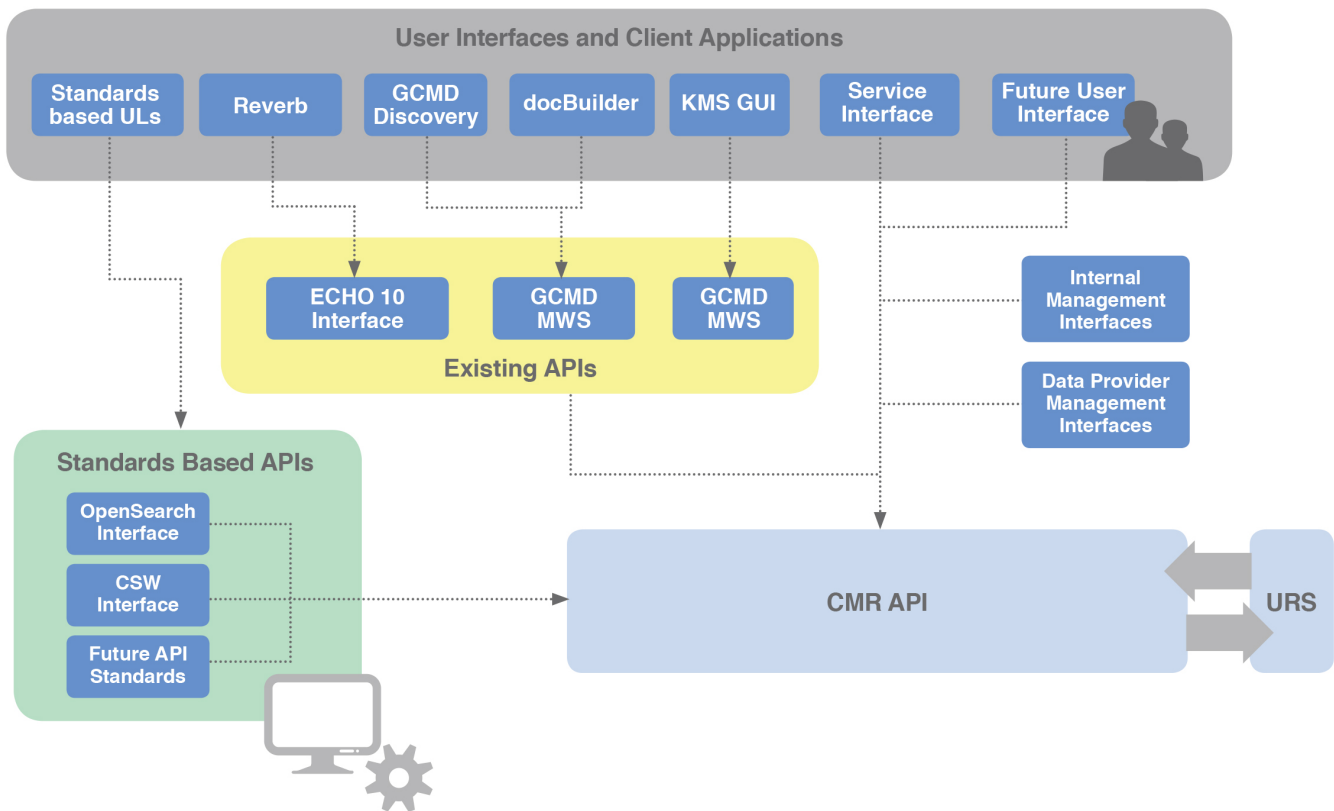 User Interfaces and Client Applications
Standards
based ULs
Reverb
GCMD
Discovery
docBuilder
KMS GUI
Service
Interface
Future User
Interface
ECHO 10
Interface
GCMD
MWS
GCMD
MWS
Existing APIs
Internal
Management
Interfaces
Data Provider
Management
Interfaces
Standards Based APIs
OpenSearch
Interface
CSW
Interface
Future API
Standards
CMR API
URS